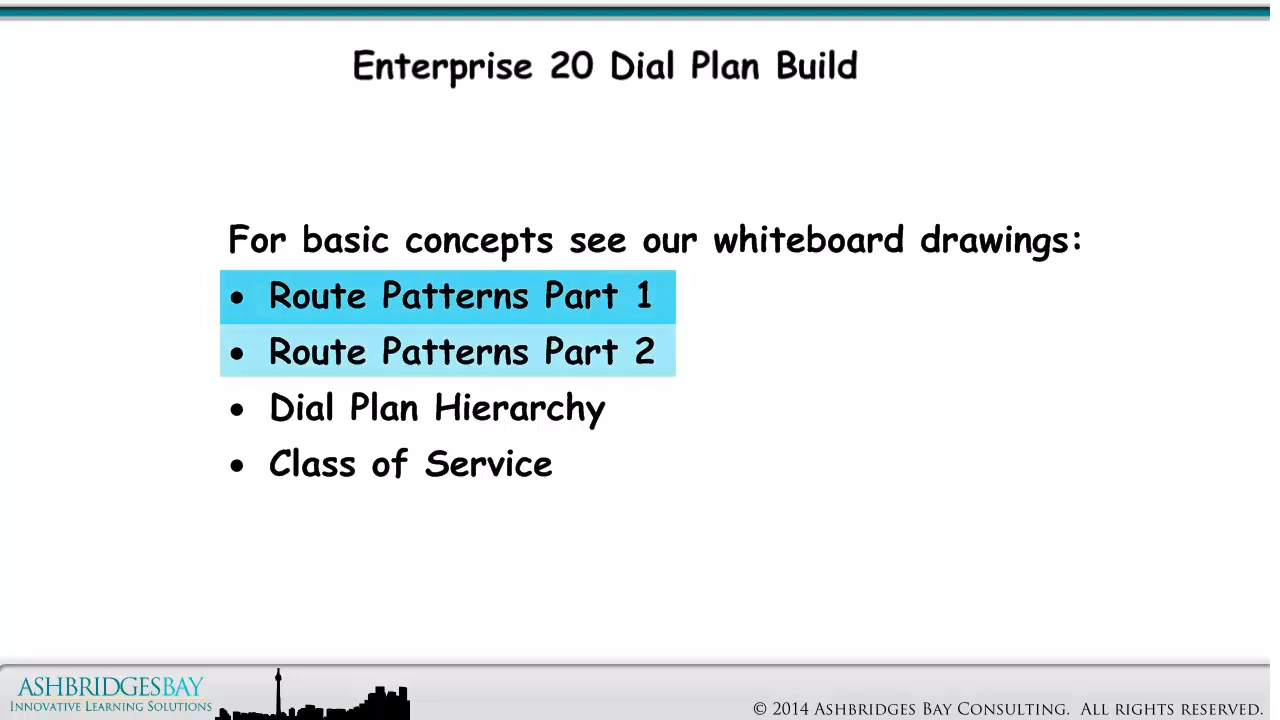 Enterprise 20 Dial Plan Build
For basic concepts see our whiteboard drawings:
• Route Patterns Part 1
• Route Patterns Part 2
• Dial Plan Hierarchy
• Class of Service
ASHBRIDGESBAY
INNOVATIVE LEARNING SOLUTIONS
© 2014 ASHBRIDGES BAY CONSULTING. ALL RIGHTS RESERVED.